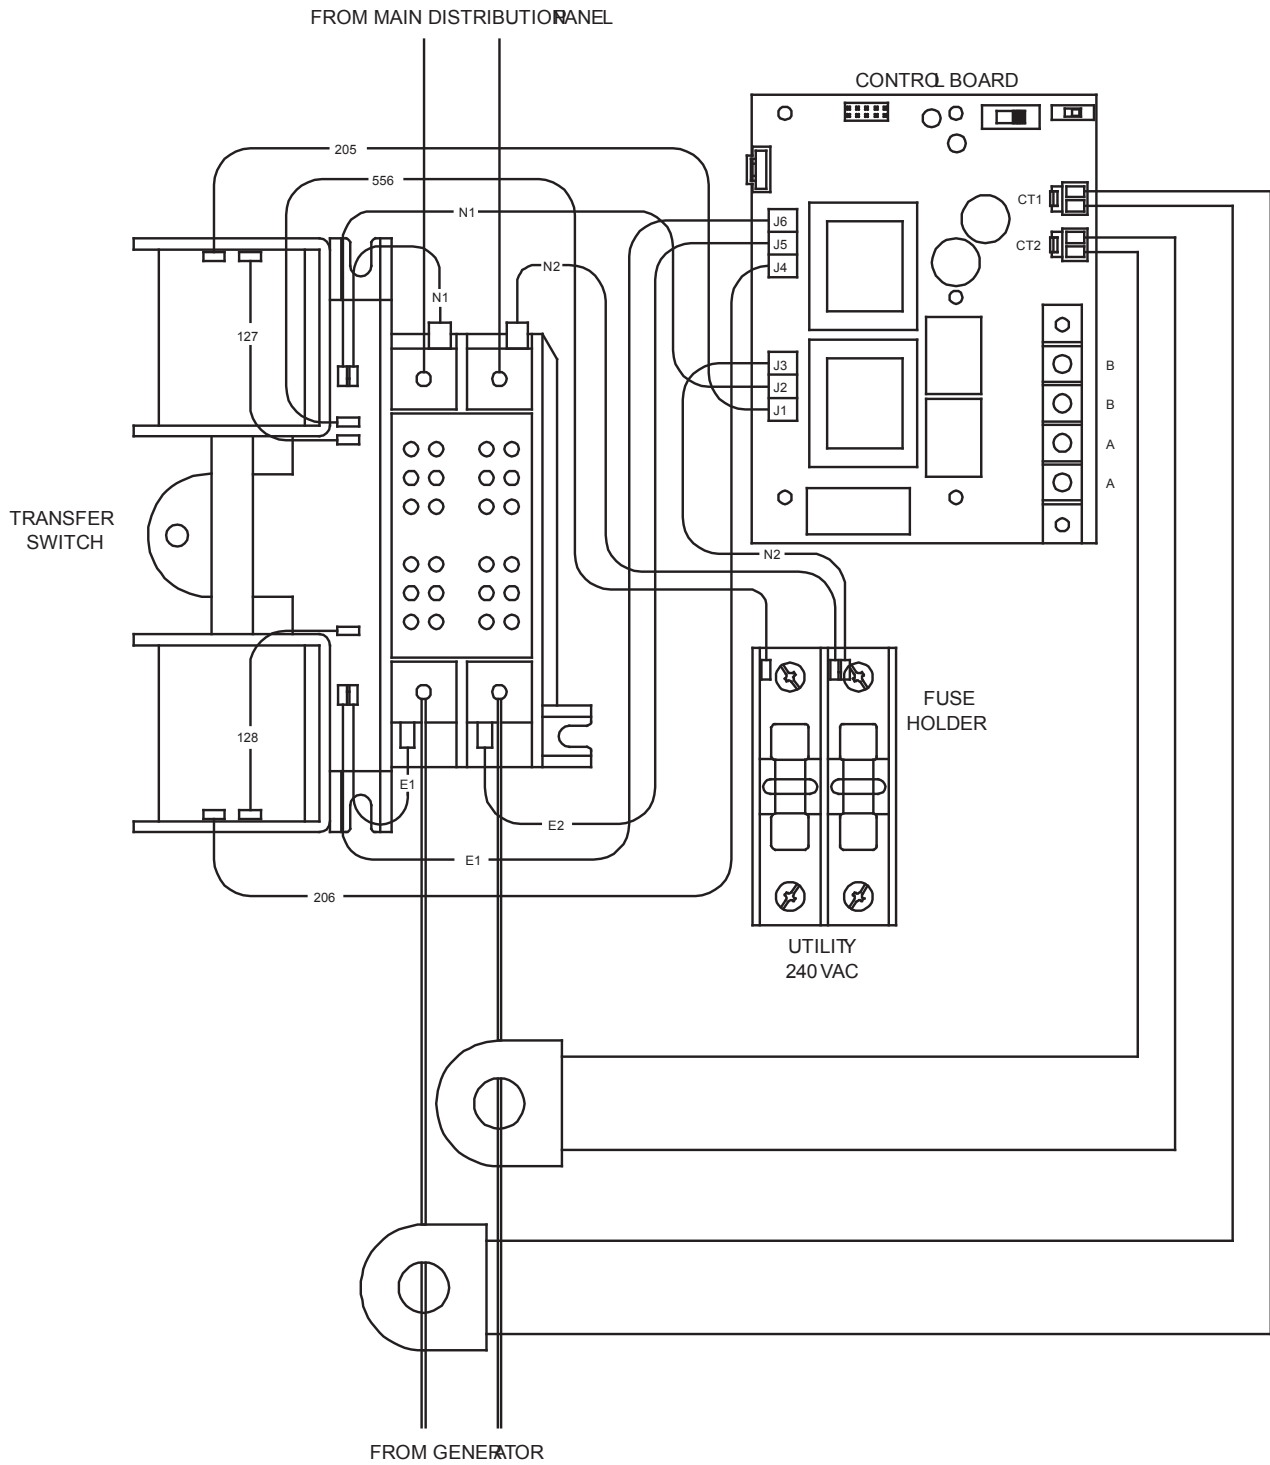 FROM MAIN DISTRIBUTION PANEL
CONTROL BOARD
205
556
N1
N2
N1
127
CT1
CT2
J6
J5
J4
J3
J2
J1
B
B
A
A
TRANSFER
SWITCH
N2
FUSE
HOLDER
128
E1
E2
E1
206
UTILITY
240 VAC
FROM GENERATOR